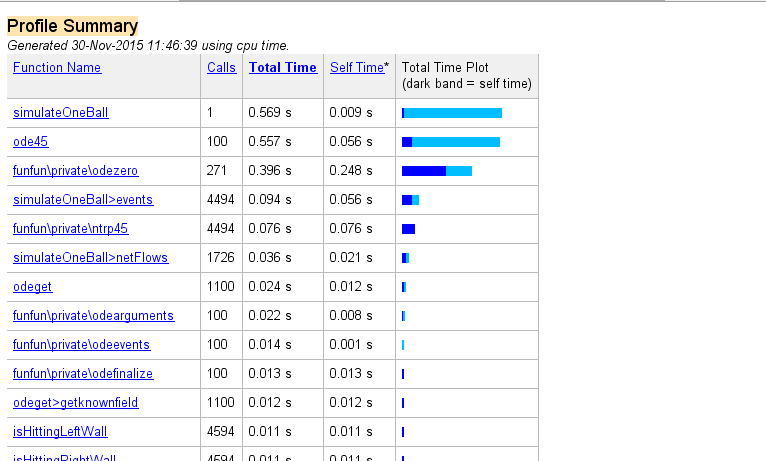 Profile Summary
Generated 30-Nov-2015 11:46:39 using cpu time.
Function Name Calls Total Time Self Time* Total Time Plot
(dark band = self time)
simulateOneBall 1 0.569 s 0.009 s
ode45 100 0.557 s 0.056 s
funfun\private\odezero 271 0.396 s 0.248 s
simulateOneBall>events 4494 0.094 s 0.056 s
funfun\private\ntrp45 4494 0.076 s 0.076 s
simulateOneBall>netFlows 1726 0.036 s 0.021 s
odeget 1100 0.024 s 0.012 s
funfun\private\odearguments 100 0.022 s 0.008 s
funfun\private\odeevents 100 0.014 s 0.001 s
funfun\private\odefinalize 100 0.013 s 0.013 s
odeget>getknownfield 1100 0.012 s 0.012 s
isHittingLeftWall 4594 0.011 s 0.011 s
isHittingRightWall 4594 0.011 s 0.011 s